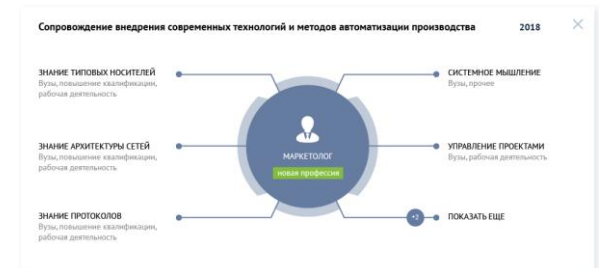 Сопровождение внедрения современных технологий и методов автоматизации производства
2018
ЗНАНИЕ ТИПОВЫХ НОСИТЕЛЕЙ
Вузы, повышение квалификации,
рабочая деятельность
ЗНАНИЕ АРХИТЕКТУРЫ СЕТЕЙ
Вузы, повышение квалификации,
рабочая деятельность
ЗНАНИЕ ПРОТОКОЛОВ
Вузы, повышение квалификации,
рабочая деятельность
МАРКЕТОЛОГ
новая профессия
СИСТЕМНОЕ МЫШЛЕНИЕ
Вузы, прочее
УПРАВЛЕНИЕ ПРОЕКТАМИ
Вузы, рабочая деятельность
+2
ПОКАЗАТЬ ЕЩЕ